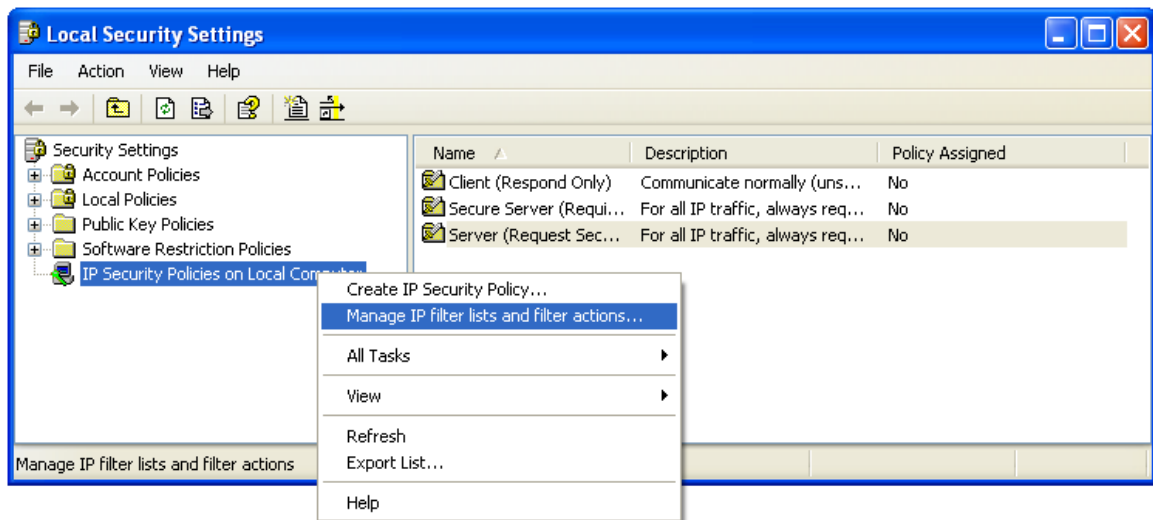 Local Security Settings
File Action View Help
Security Settings
Account Policies
Local Policies
Public Key Policies
Software Restriction Policies
IP Security Policies on Local Computer
Name Description Policy Assigned
Client (Respond Only) Communicate normally (uns... No
Secure Server (Requi... For all IP traffic, always req... No
Server (Request Sec... For all IP traffic, always req... No
Create IP Security Policy...
Manage IP filter lists and filter actions...
All Tasks
View
Refresh
Export List...
Help
Manage IP filter lists and filter actions